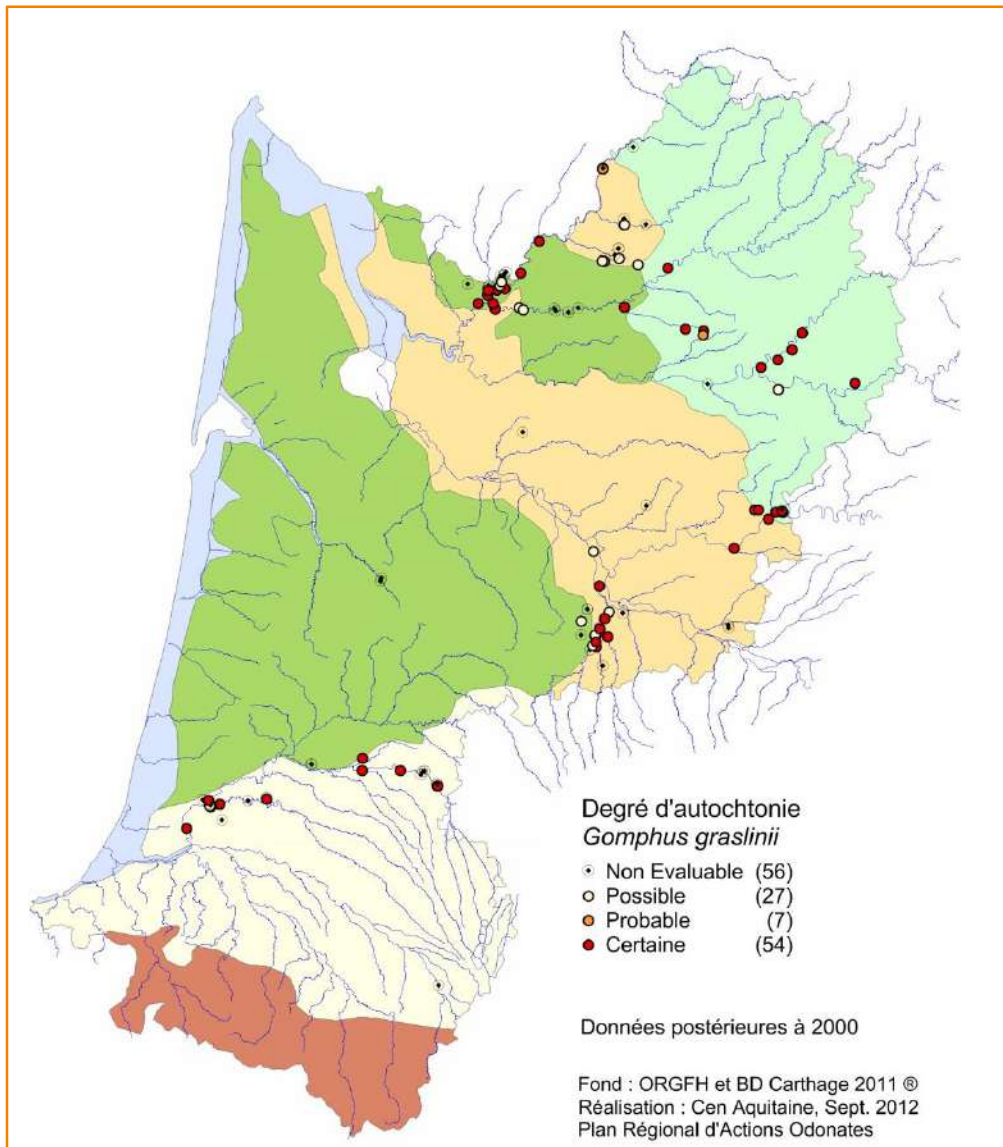 Degré d'autochtonie
Gomphus graslinii
Non Evaluable (56)
Possible (27)
Probable (7)
Certaine (54)
Données postérieures à 2000
Fond : ORGFH et BD Carthage 2011 ®
Réalisation : Cen Aquitaine, Sept. 2012
Plan Régional d'Actions Odonates